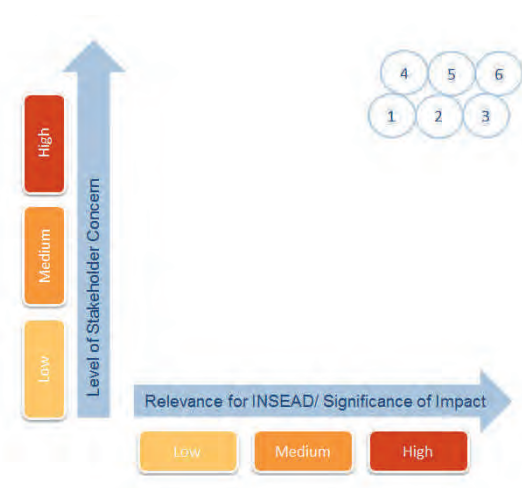 4 5 6
1 2 3
High
Medium
Low
Level of Stakeholder Concern
Relevance for INSEAD/ Significance of Impact
Low Medium High